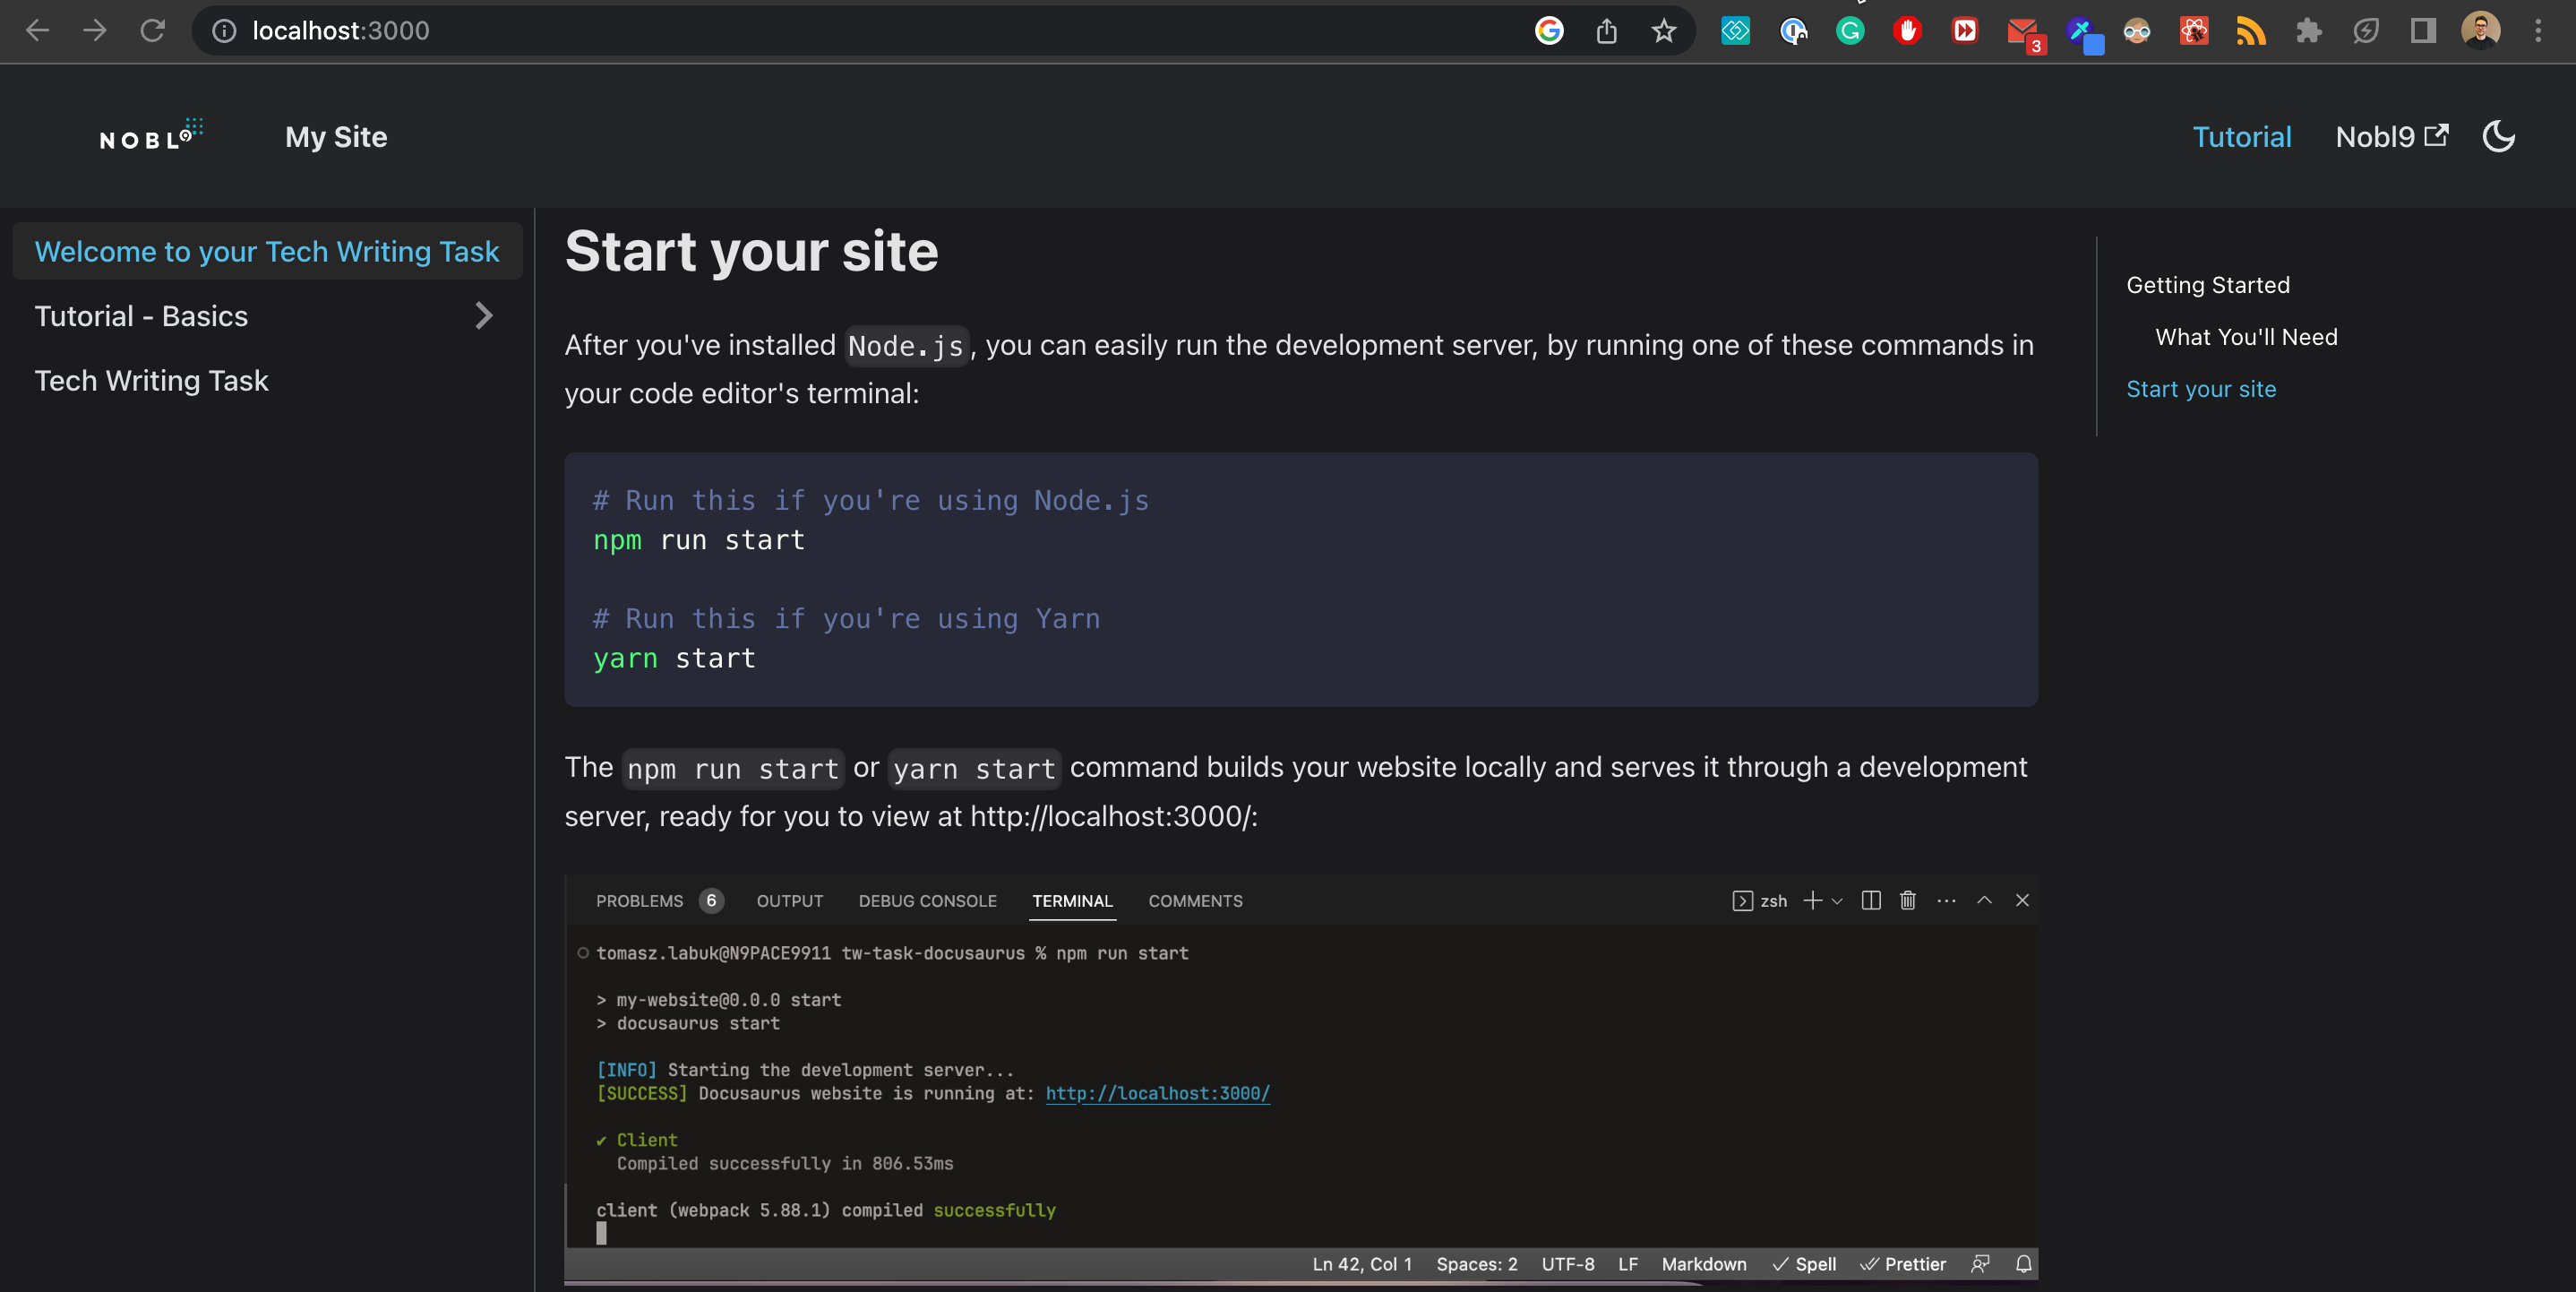 localhost:3000
3
NOBL9
My Site
Tutorial
Nobl9
Welcome to your Tech Writing Task
Tutorial - Basics
Tech Writing Task
Start your site
After you've installed Node.js, you can easily run the development server, by running one of these commands in
your code editor's terminal:
# Run this if you're using Node.js
npm run start
# Run this if you're using Yarn
yarn start
The npm run start or yarn start command builds your website locally and serves it through a development
server, ready for you to view at http://localhost:3000/:
PROBLEMS 6 OUTPUT DEBUG CONSOLE TERMINAL COMMENTS zsh
tomasz.labuk@N9PACE9911 tw-task-docusaurus % npm run start
> my-website@0.0.0 start
> docusaurus start
[INFO] Starting the development server...
[SUCCESS] Docusaurus website is running at: http://localhost:3000/
✔ Client
Compiled successfully in 806.53ms
client (webpack 5.88.1) compiled successfully
Ln 42, Col 1 Spaces: 2 UTF-8 LF Markdown ✓ Spell Prettier
Getting Started
What You'll Need
Start your site